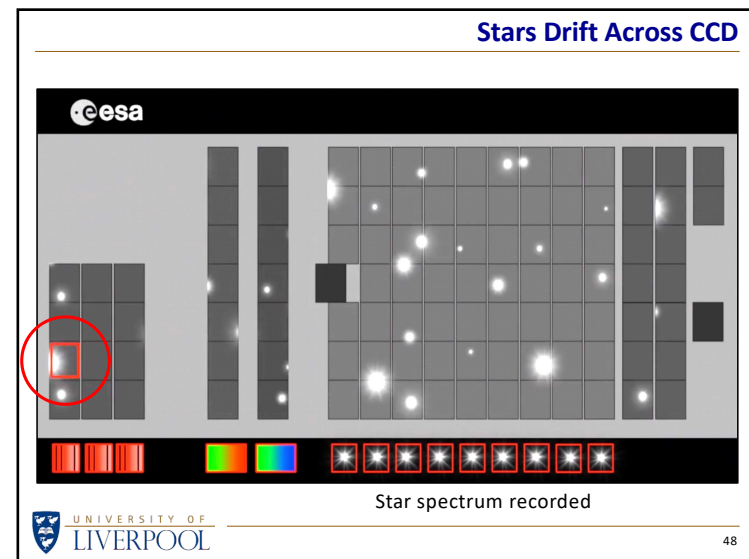 Stars Drift Across CCD
esa
Star spectrum recorded
UNIVERSITY OF
LIVERPOOL
48